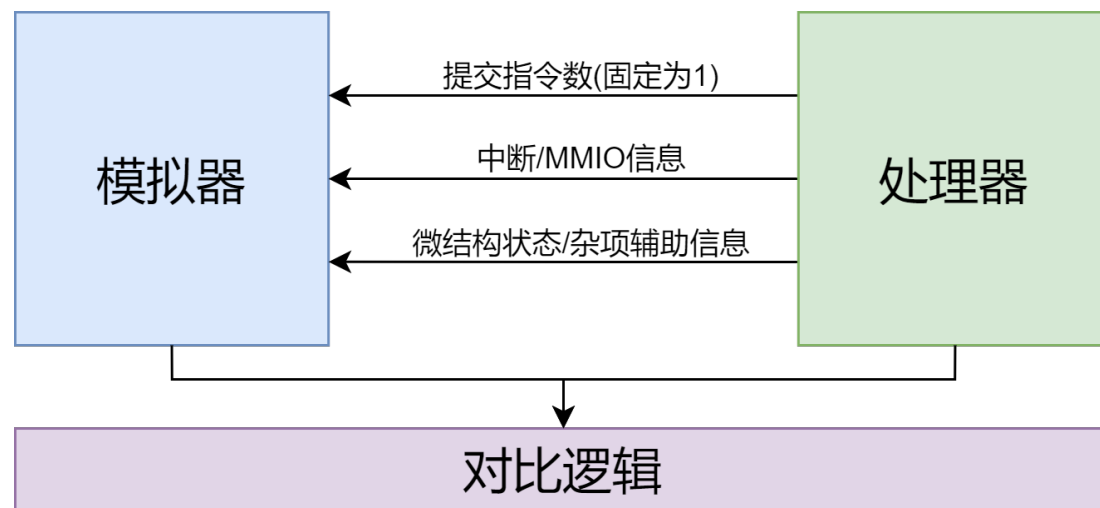 提交指令数(固定为1)
中断/MMIO信息
模拟器
处理器
微结构状态/杂项辅助信息
对比逻辑